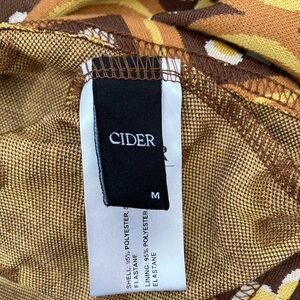 CIDER
M
SHELL: 95% POLYESTER,
ELASTANE
LINING: 95% POLYESTER,
ELASTANE